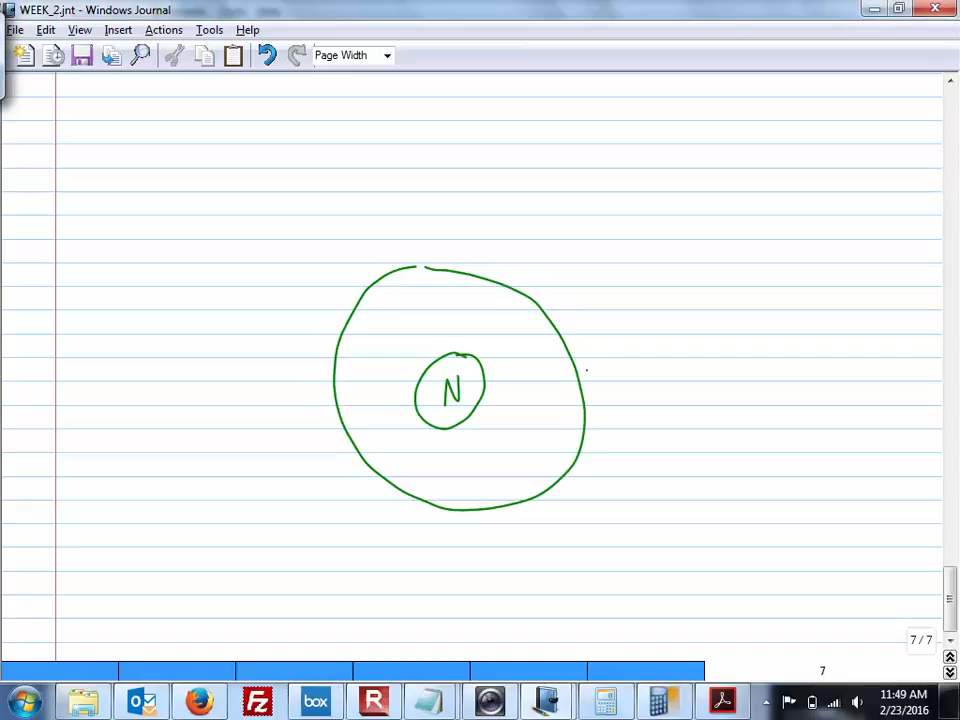 WEEK_2.jnt - Windows Journal
File Edit View Insert Actions Tools Help
Page Width
N
7 / 7
7
box
R
11:49 AM
2/23/2016